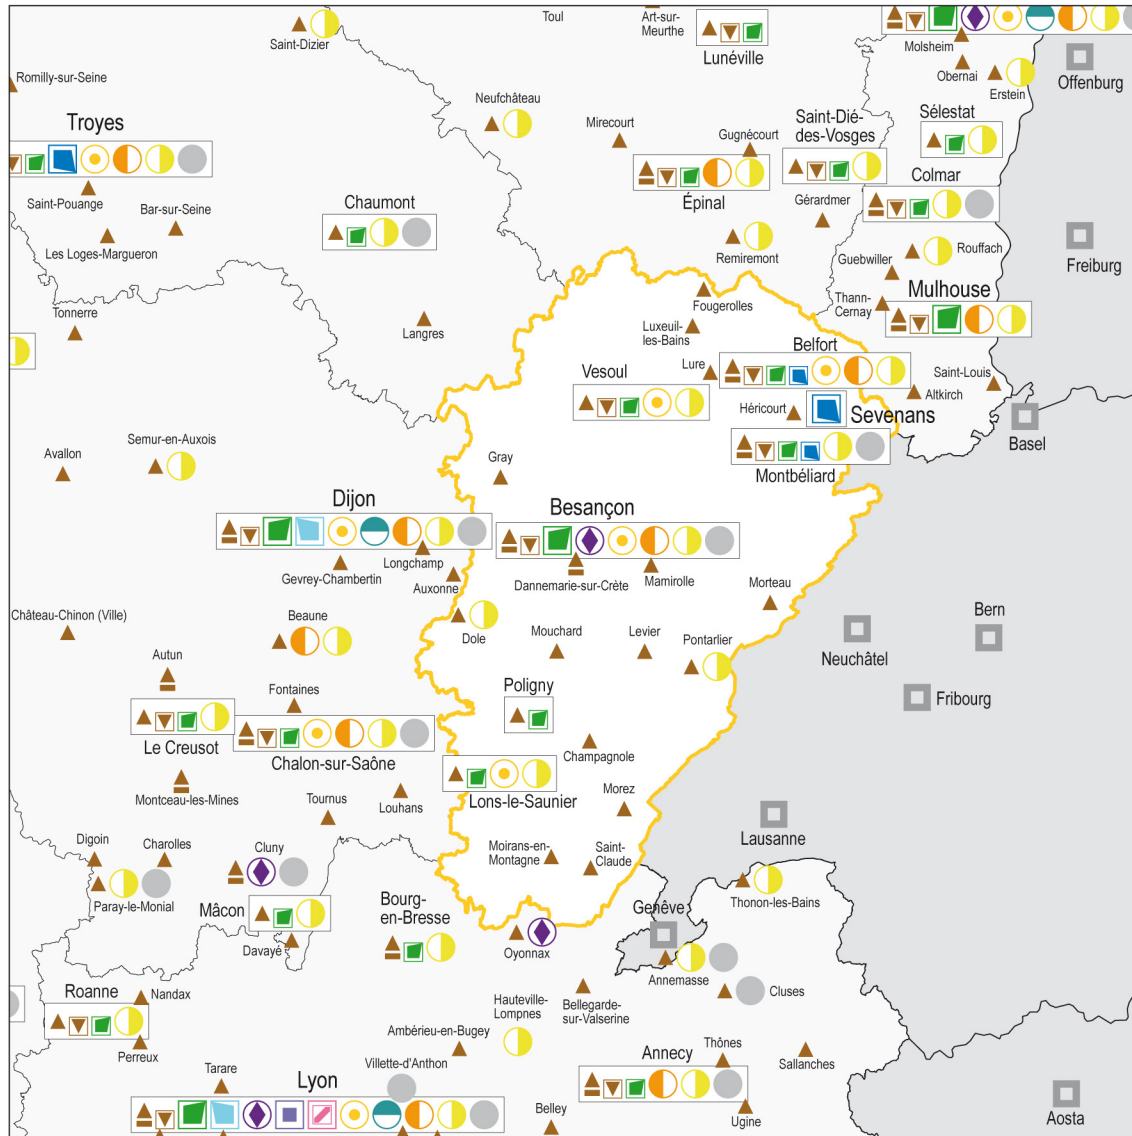 Toul
Art-sur-
Meurthe
Saint-Dizier
Lunéville
Molsheim
Obernai
Offenburg
Romilly-sur-Seine
Erstein
Neufchâteau
Troyes
Mirecourt
Gugnécourt
Saint-Dié-
des-Vosges
Sélestat
Saint-Pouange
Épinal
Colmar
Chaumont
Bar-sur-Seine
Gérardmer
Les Loges-Margueron
Remiremont
Guebwiller
Rouffach
Freiburg
Tonnerre
Fougerolles
Thann-
Cernay
Mulhouse
Langres
Luxeuil-
les-Bains
Belfort
Vesoul
Lure
Saint-Louis
Altkirch
Héricourt
Sevenans
Basel
Semur-en-Auxois
Avallon
Gray
Montbéliard
Dijon
Besançon
Longchamp
Gevrey-Chambertin
Auxonne
Dannemarie-sur-Crète
Mamirolle
Morteau
Château-Chinon (Ville)
Beaune
Dole
Mouchard
Levier
Pontarlier
Neuchâtel
Bern
Autun
Fontaines
Poligny
Fribourg
Le Creusot
Chalon-sur-Saône
Champagnole
Montceau-les-Mines
Tournus
Louhans
Lons-le-Saunier
Morez
Lausanne
Digoin
Charolles
Cluny
Moirans-en-
Montagne
Saint-
Claude
Paray-le-Monial
Mâcon
Bourg-
en-Bresse
Genève
Thonon-les-Bains
Davayé
Oyonnax
Annemasse
Roanne
Nandax
Hauteville-
Lompnes
Bellegarde-
sur-Valserine
Cluses
Perreux
Ambérieu-en-Bugey
Villette-d'Anthon
Annecy
Thônes
Sallanches
Tarare
Lyon
Belley
Ugine
Aosta